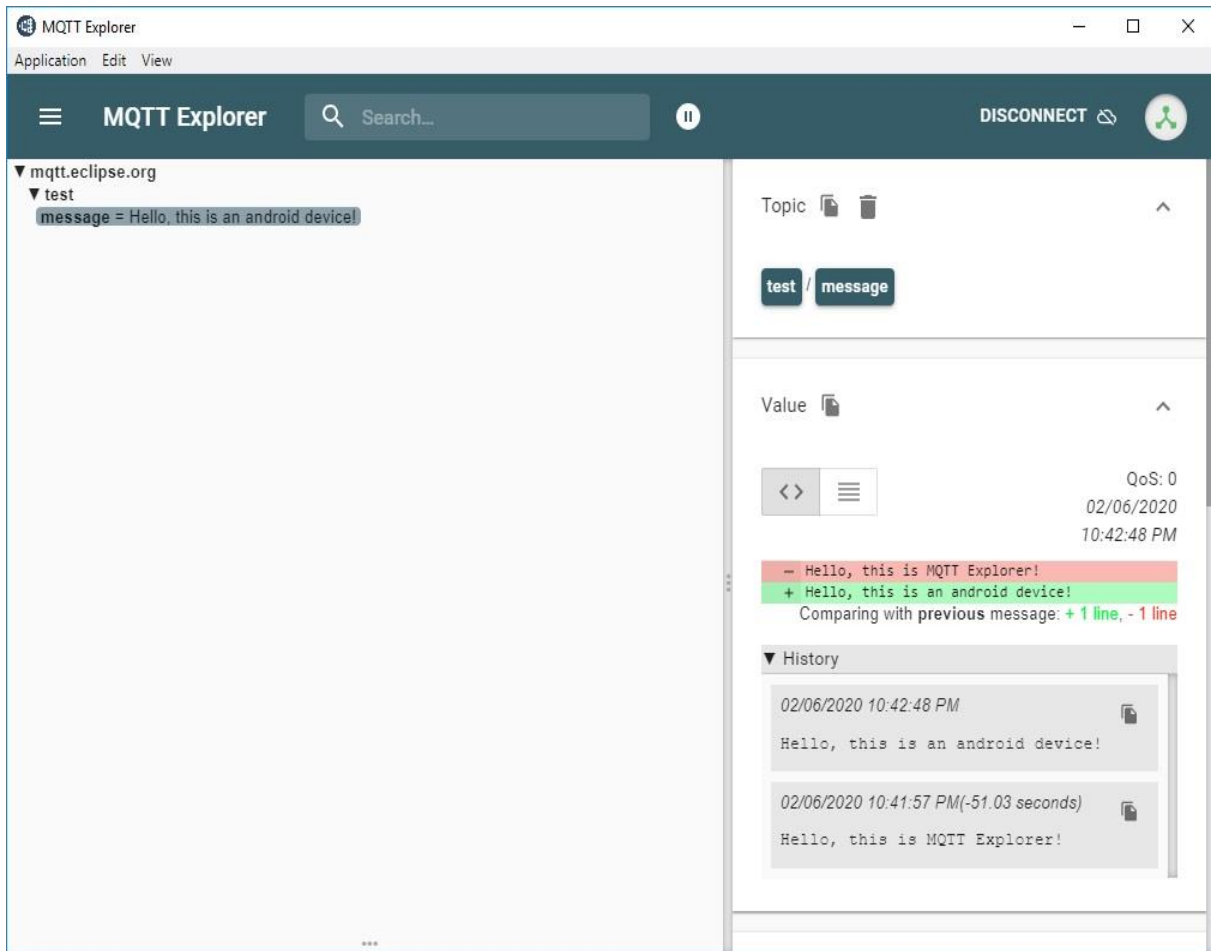 MQTT Explorer
Application Edit View
MQTT Explorer
Search...
DISCONNECT
▼ mqtt.eclipse.org
▼ test
message = Hello, this is an android device!
Topic
test / message
Value
QoS: 0
02/06/2020
10:42:48 PM
- Hello, this is MQTT Explorer!
+ Hello, this is an android device!
Comparing with previous message: + 1 line, - 1 line
▼ History
02/06/2020 10:42:48 PM
Hello, this is an android device!
02/06/2020 10:41:57 PM(-51.03 seconds)
Hello, this is MQTT Explorer!